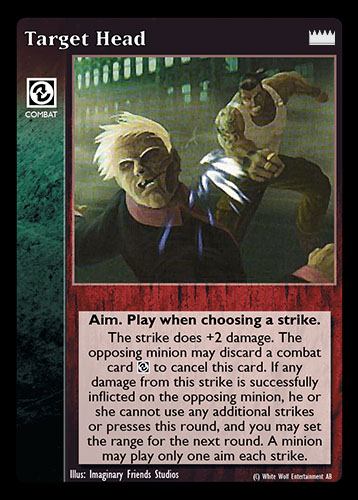 Target Head
COMBAT
Aim. Play when choosing a strike.
The strike does +2 damage. The
opposing minion may discard a combat
card to cancel this card. If any
damage from this strike is successfully
inflicted on the opposing minion, he or
she cannot use any additional strikes
or presses this round, and you may set
the range for the next round. A minion
may play only one aim each strike.
Illus: Imaginary Friends Studios
(C) White Wolf Entertainment AB